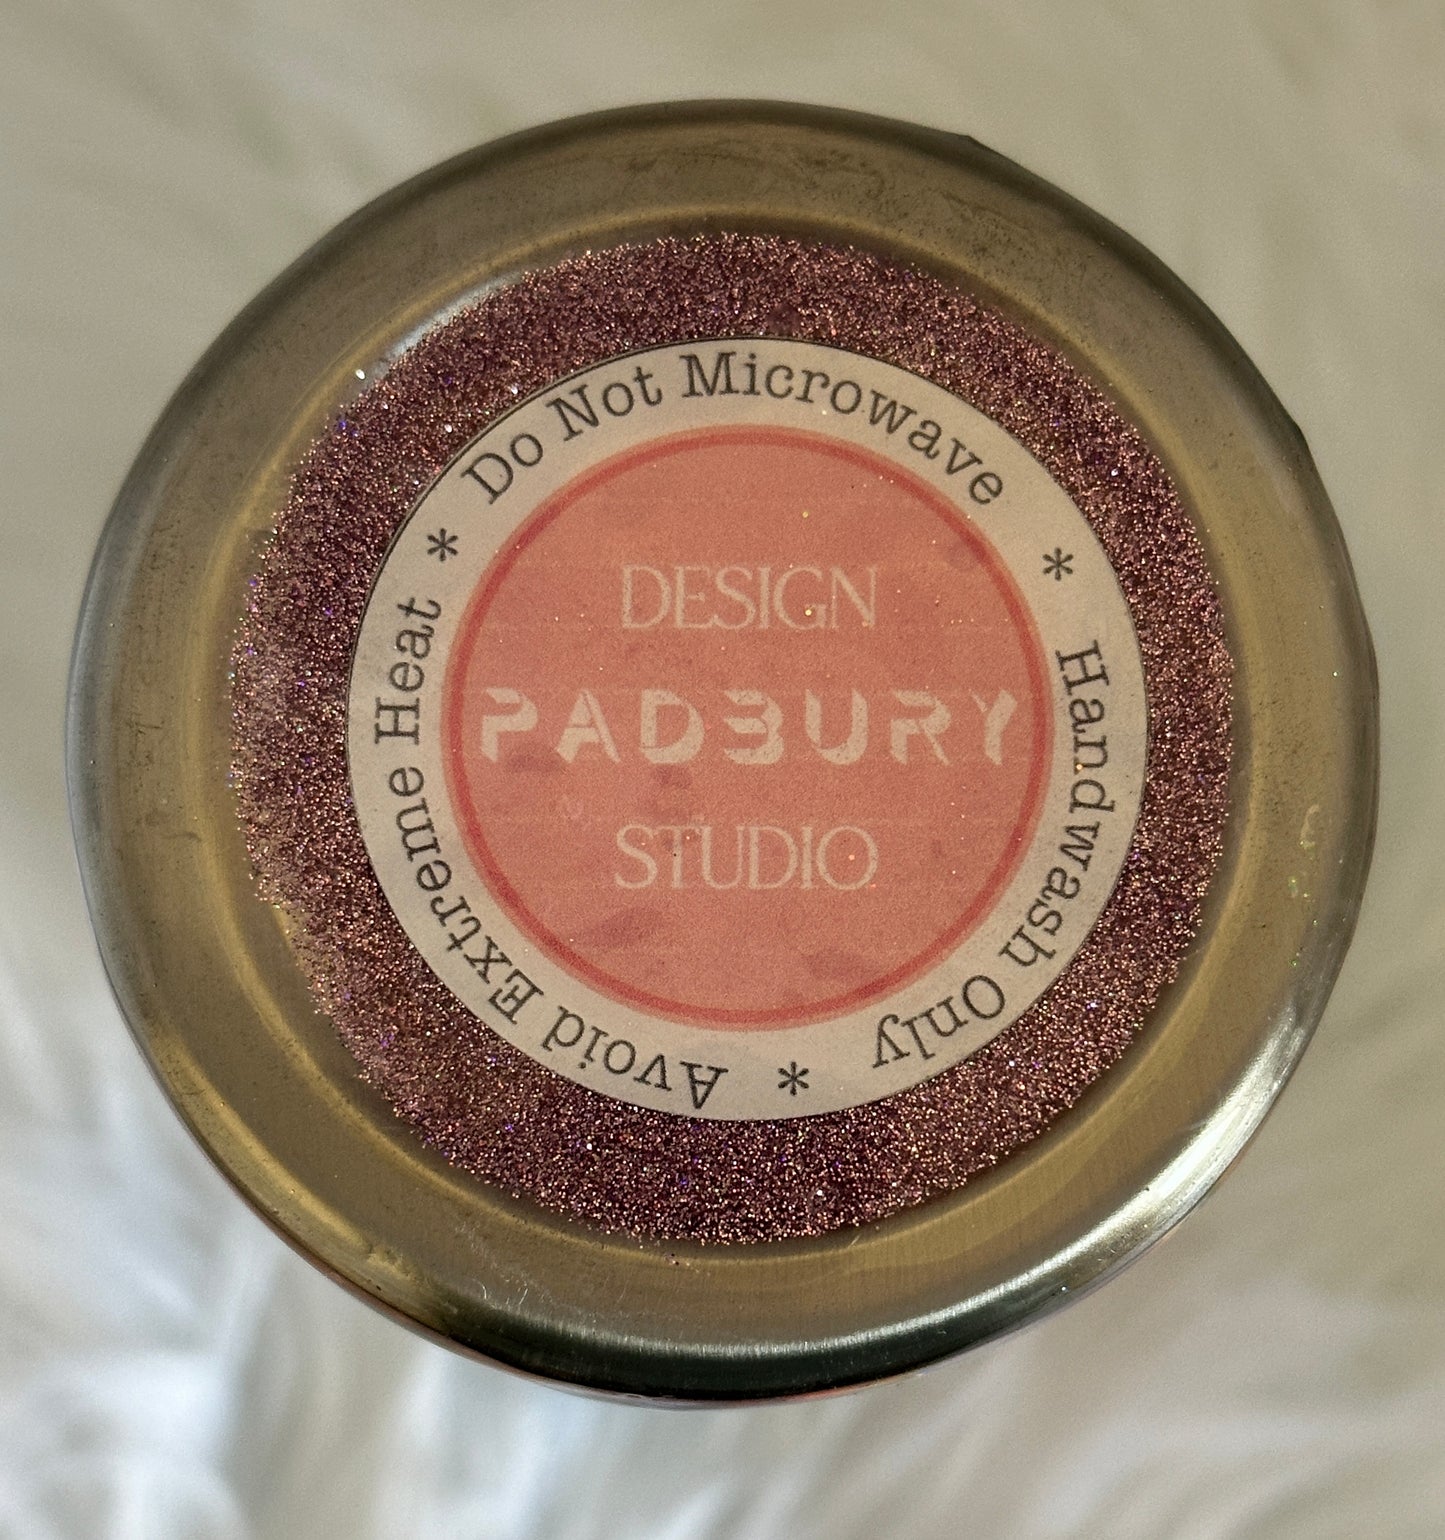 * Do Not Microwave * Handwash Only * Avoid Extreme Heat
DESIGN
PADBURY
STUDIO